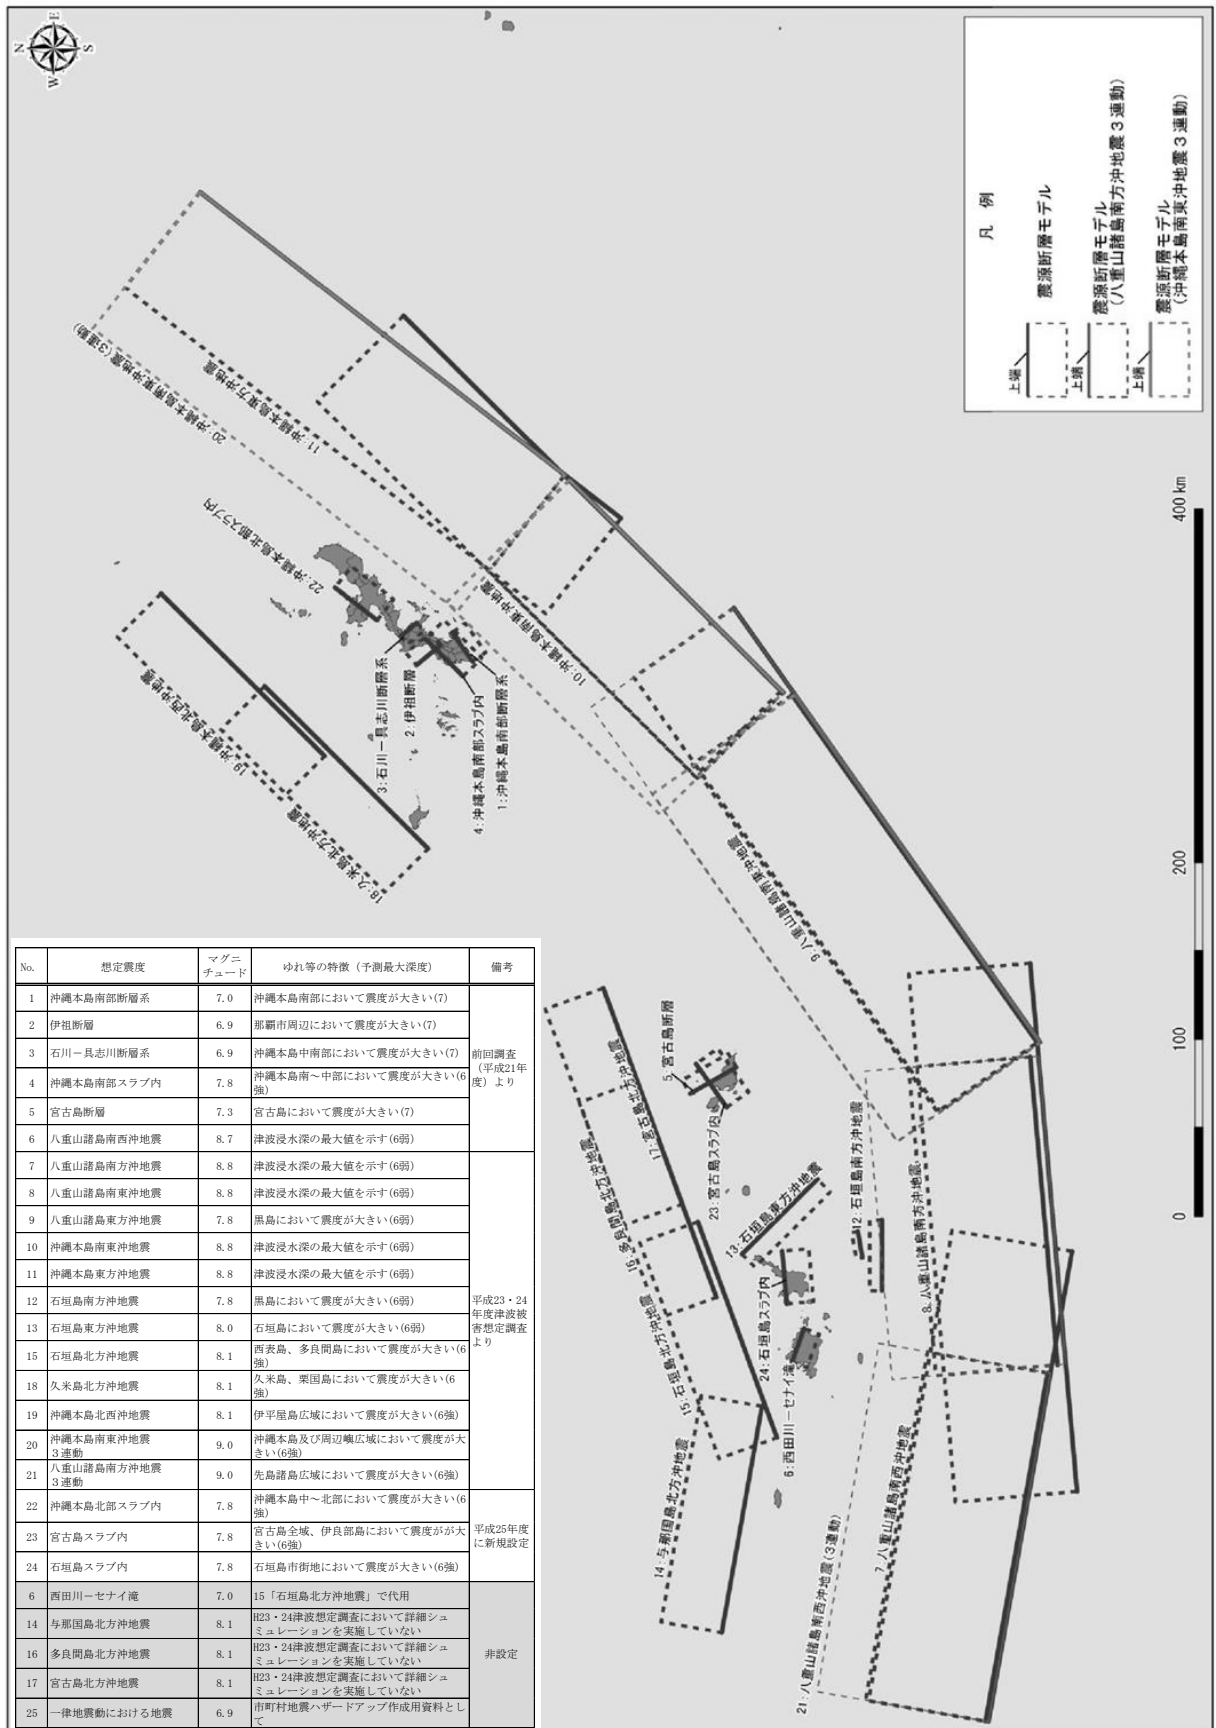 N
E
S
W
凡 例
上端
震源断層モデル
上端
震源断層モデル
(八重山諸島南方沖地震3連動)
上端
震源断層モデル
(沖縄本島南東沖地震3連動)
0
100
200
400 km
20:沖縄本島南東沖地震(3連動)
11:沖縄本島東方沖地震
22:沖縄本島北部スラブ内
19:沖縄本島北西沖地震
18:久米島北方沖地震
3:石川－具志川断層系
2:伊祖断層
4:沖縄本島南部スラブ内
1:沖縄本島南部断層系
10:沖縄本島南東沖地震
9:八重山諸島南東沖地震
5:宮古島断層
17:宮古島北方沖地震
23:宮古島スラブ内
16:多良間島北方沖地震
13:石垣島東方沖地震
12:石垣島南方沖地震
15:石垣島北方沖地震
24:石垣島スラブ内
8:八重山諸島南方沖地震
6:西田川－セナイ滝
14:与那国島北方沖地震
7:八重山諸島南西沖地震
21:八重山諸島南西沖地震(3連動)
No. 想定震度 マグニチュード ゆれ等の特徴（予測最大深度） 備考
1 沖縄本島南部断層系 7.0 沖縄本島南部において震度が大きい(7)
2 伊祖断層 6.9 那覇市周辺において震度が大きい(7)
3 石川－具志川断層系 6.9 沖縄本島中南部において震度が大きい(7)
4 沖縄本島南部スラブ内 7.8 沖縄本島南～中部において震度が大きい(6強)
5 宮古島断層 7.3 宮古島において震度が大きい(7)
6 八重山諸島南西沖地震 8.7 津波浸水深の最大値を示す(6弱)
前回調査
（平成21年
度）より
7 八重山諸島南方沖地震 8.8 津波浸水深の最大値を示す(6弱)
8 八重山諸島南東沖地震 8.8 津波浸水深の最大値を示す(6弱)
9 八重山諸島東方沖地震 7.8 黒島において震度が大きい(6弱)
10 沖縄本島南東沖地震 8.8 津波浸水深の最大値を示す(6弱)
11 沖縄本島東方沖地震 8.8 津波浸水深の最大値を示す(6弱)
12 石垣島南方沖地震 7.8 黒島において震度が大きい(6弱)
13 石垣島東方沖地震 8.0 石垣島において震度が大きい(6弱)
15 石垣島北方沖地震 8.1 西表島、多良間島において震度が大きい(6強)
18 久米島北方沖地震 8.1 久米島、粟国島において震度が大きい(6強)
19 沖縄本島北西沖地震 8.1 伊平屋島広域において震度が大きい(6強)
20 沖縄本島南東沖地震３連動 9.0 沖縄本島及び周辺嶼広域において震度が大きい(6強)
21 八重山諸島南方沖地震３連動 9.0 先島諸島広域において震度が大きい(6強)
平成23・24
年度津波被
害想定調査
より
22 沖縄本島北部スラブ内 7.8 沖縄本島中～北部において震度が大きい(6強)
23 宮古島スラブ内 7.8 宮古島全域、伊良部島において震度がが大きい(6強)
24 石垣島スラブ内 7.8 石垣島市街地において震度が大きい(6強)
平成25年度
に新規設定
6 西田川－セナイ滝 7.0 15「石垣島北方沖地震」で代用
14 与那国島北方沖地震 8.1 H23・24津波想定調査において詳細シュミュレーションを実施していない
16 多良間島北方沖地震 8.1 H23・24津波想定調査において詳細シュミュレーションを実施していない
17 宮古島北方沖地震 8.1 H23・24津波想定調査において詳細シュミュレーションを実施していない
25 一律地震動における地震 6.9 市町村地震ハザードアップ作成用資料として
非設定